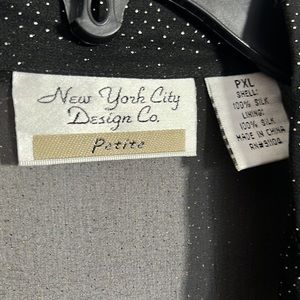 New York City
Design Co.
Petite
PXL
SHELL:
100% SILK
LINING:
100% SILK
MADE IN CHINA